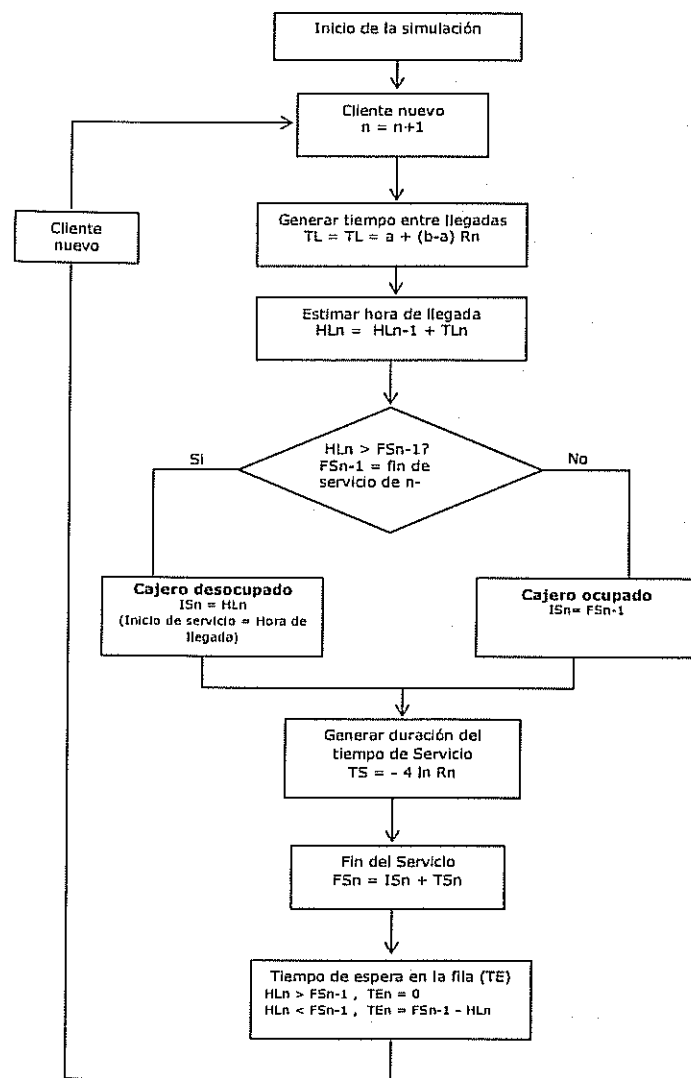 Inicio de la simulación
Cliente nuevo
n = n+1
Cliente
nuevo
Generar tiempo entre llegadas
TL = TL = a + (b-a) Rn
Estimar hora de llegada
HLn = HLn-1 + TLn
HLn > FSn-1?
FSn-1 = fin de
servicio de n-
Si
No
Cajero desocupado
ISn = HLn
(Inicio de servicio = Hora de
llegada)
Cajero ocupado
ISn= FSn-1
Generar duración del
tiempo de Servicio
TS = - 4 ln Rn
Fin del Servicio
FSn = ISn + TSn
Tiempo de espera en la fila (TE)
HLn > FSn-1 , TEn = 0
HLn < FSn-1 , TEn = FSn-1 - HLn